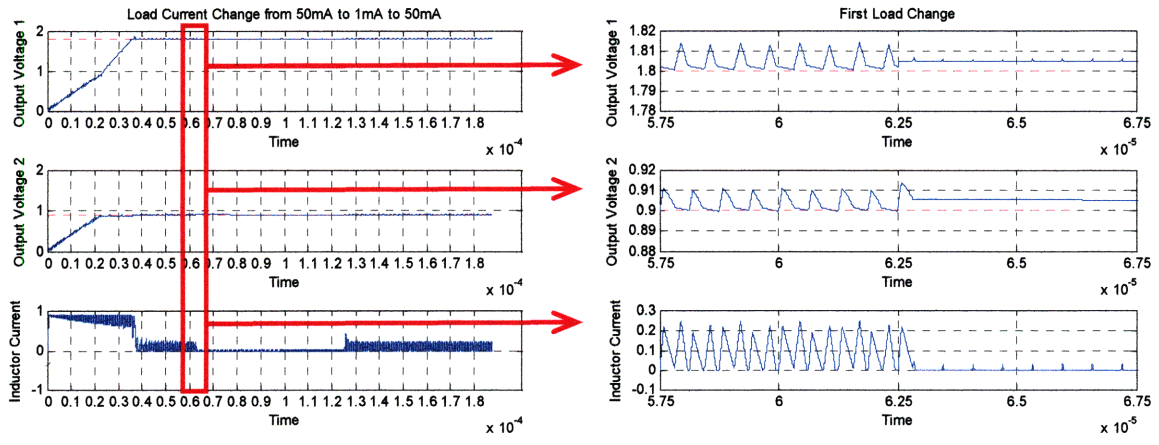 Load Current Change from 50mA to 1mA to 50mA
Output Voltage 1
2
1
0
0 0.1 0.2 0.3 0.4 0.5 0.6 0.7 0.8 0.9 1 1.1 1.2 1.3 1.4 1.5 1.6 1.7 1.8
Time
x 10⁻⁴
Output Voltage 2
2
1
0
0 0.1 0.2 0.3 0.4 0.5 0.6 0.7 0.8 0.9 1 1.1 1.2 1.3 1.4 1.5 1.6 1.7 1.8
Time
x 10⁻⁴
Inductor Current
1
0
-1
0 0.1 0.2 0.3 0.4 0.5 0.6 0.7 0.8 0.9 1 1.1 1.2 1.3 1.4 1.5 1.6 1.7 1.8
Time
x 10⁻⁴
First Load Change
Output Voltage 1
1.82
1.81
1.8
1.79
1.78
5.75 6 6.25 6.5 6.75
Time
x 10⁻⁵
Output Voltage 2
0.92
0.91
0.9
0.89
0.88
5.75 6 6.25 6.5 6.75
Time
x 10⁻⁵
Inductor Current
0.3
0.2
0.1
0
-0.1
5.75 6 6.25 6.5 6.75
Time
x 10⁻⁵